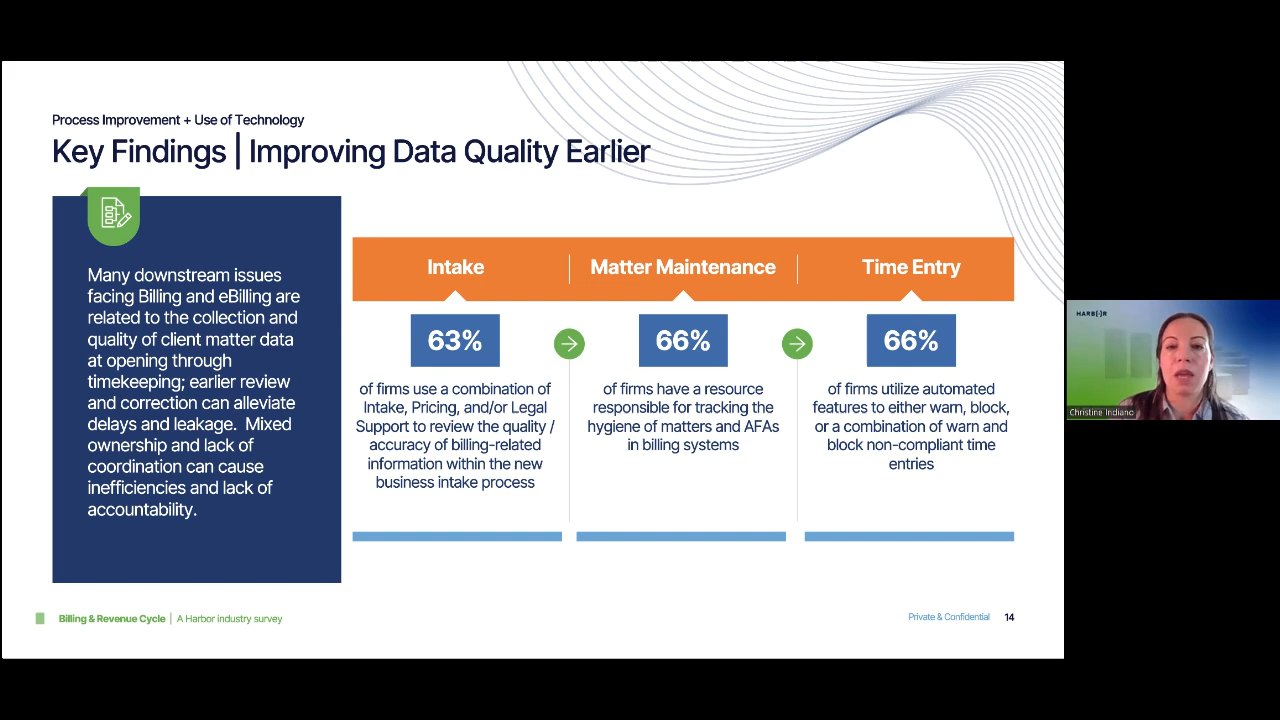 Process Improvement + Use of Technology
Key Findings | Improving Data Quality Earlier
Many downstream issues
facing Billing and eBilling are
related to the collection and
quality of client matter data
at opening through
timekeeping; earlier review
and correction can alleviate
delays and leakage. Mixed
ownership and lack of
coordination can cause
inefficiencies and lack of
accountability.
Intake
63%
of firms use a combination of
Intake, Pricing, and/or Legal
Support to review the quality /
accuracy of billing-related
information within the new
business intake process
Matter Maintenance
66%
of firms have a resource
responsible for tracking the
hygiene of matters and AFAs
in billing systems
Time Entry
66%
of firms utilize automated
features to either warn, block,
or a combination of warn and
block non-compliant time
entries
Billing & Revenue Cycle | A Harbor industry survey
Private & Confidential 14
HARB(·)R
Christine Indiano